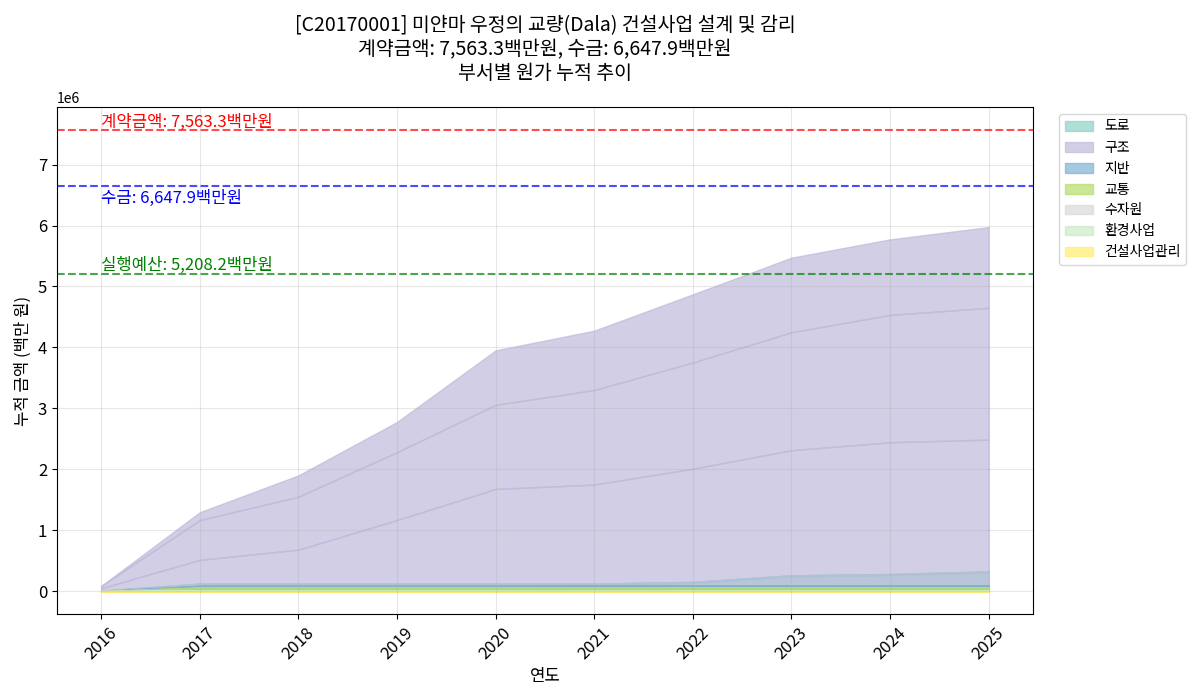 [C20170001] 미얀마 우정의 교량(Dala) 건설사업 설계 및 감리
계약금액: 7,563.3백만원, 수금: 6,647.9백만원
부서별 원가 누적 추이
1e6
계약금액: 7,563.3백만원
수금: 6,647.9백만원
실행예산: 5,208.2백만원
7
6
5
4
3
2
1
0
누적 금액 (백만 원)
2016
2017
2018
2019
2020
2021
2022
2023
2024
2025
연도
도로
구조
지반
교통
수자원
환경사업
건설사업관리